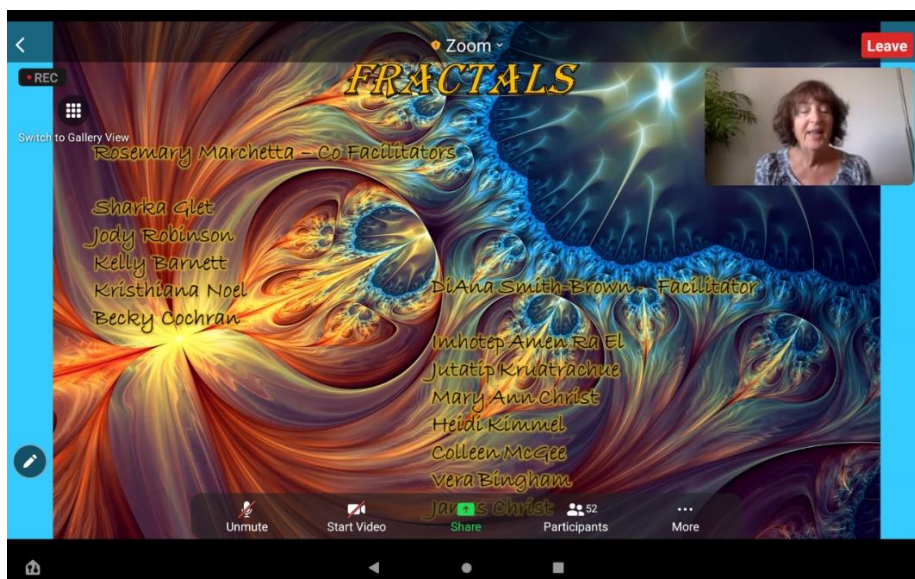 Zoom
Leave
REC
FRACTALS
Switch to Gallery View
Rosemary Marchetta – Co Facilitators
Sharka Glet
Jody Robinson
Kelly Barnett
Kristhiana Noel
Becky Cochran
DiAna Smith-Brown - Facilitator
Imhotep Amen Ra El
Jutatip Kruatrachue
Mary Ann Christ
Heidi Kimmel
Colleen McGee
Vera Bingham
Christ
52
Unmute
Start Video
Share
Participants
More